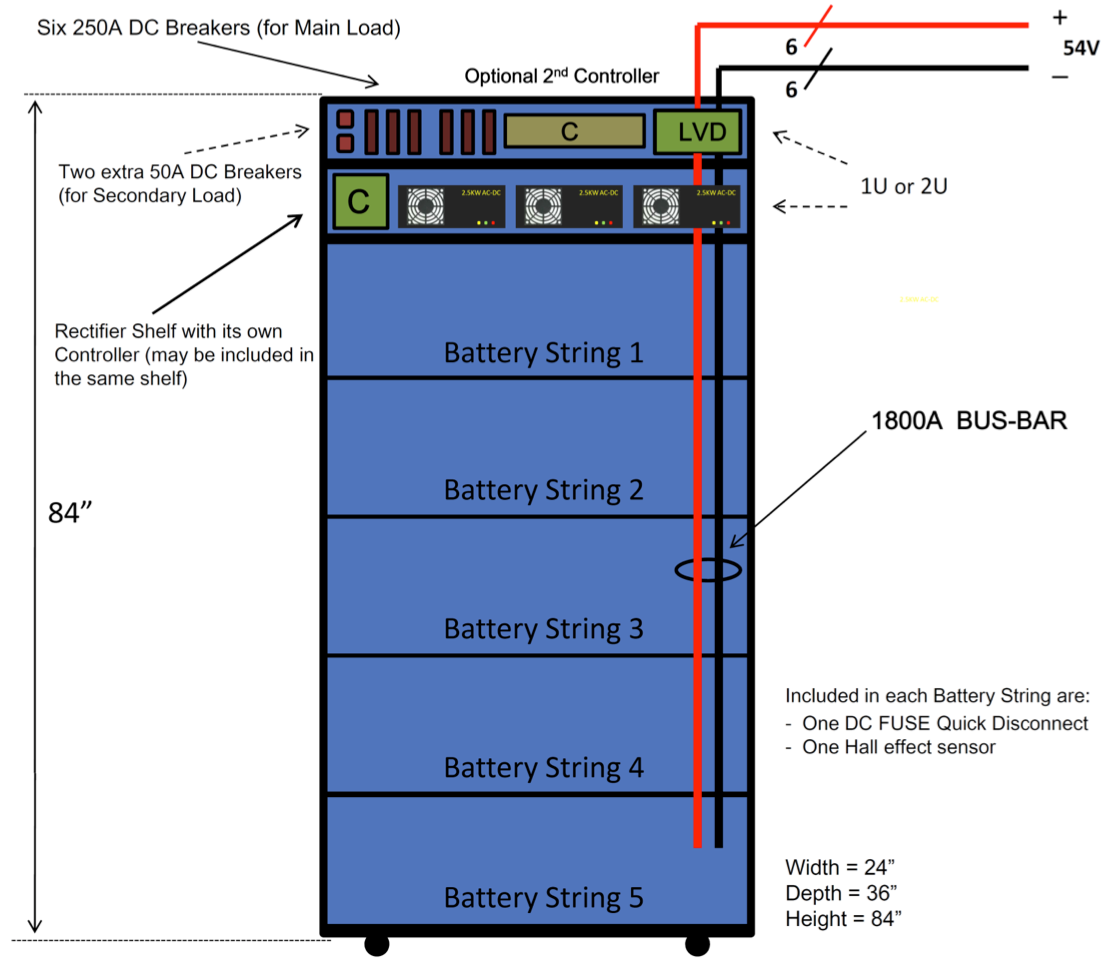 Six 250A DC Breakers (for Main Load)
+
6
54V
Optional 2nd Controller
6
–
C
LVD
Two extra 50A DC Breakers
(for Secondary Load)
1U or 2U
C
2.5KW AC-DC
2.5KW AC-DC
2.5KW AC-DC
2.5KW AC-DC
Rectifier Shelf with its own
Controller (may be included in
the same shelf)
Battery String 1
1800A BUS-BAR
Battery String 2
84”
Battery String 3
Included in each Battery String are:
- One DC FUSE Quick Disconnect
- One Hall effect sensor
Battery String 4
Width = 24”
Depth = 36”
Height = 84”
Battery String 5